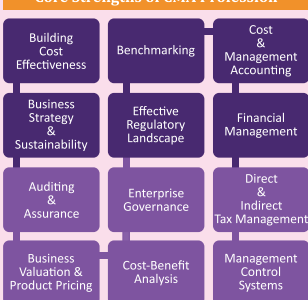 Core Strengths of CMA Profession
Building
Cost
Effectiveness
Benchmarking
Cost
&
Management
Accounting
Business
Strategy
&
Sustainability
Effective
Regulatory
Landscape
Financial
Management
Auditing
&
Assurance
Enterprise
Governance
Direct
&
Indirect
Tax Management
Business
Valuation &
Product Pricing
Cost-Benefit
Analysis
Management
Control
Systems